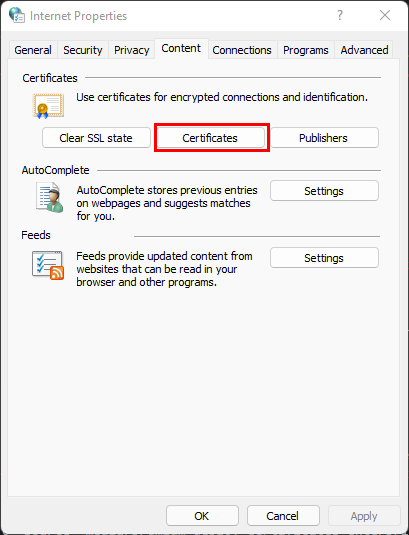 Internet Properties
General Security Privacy Content Connections Programs Advanced
Certificates
Use certificates for encrypted connections and identification.
Clear SSL state Certificates Publishers
AutoComplete
AutoComplete stores previous entries
on webpages and suggests matches
for you.
Settings
Feeds
Feeds provide updated content from
websites that can be read in your
browser and other programs.
Settings
OK Cancel Apply